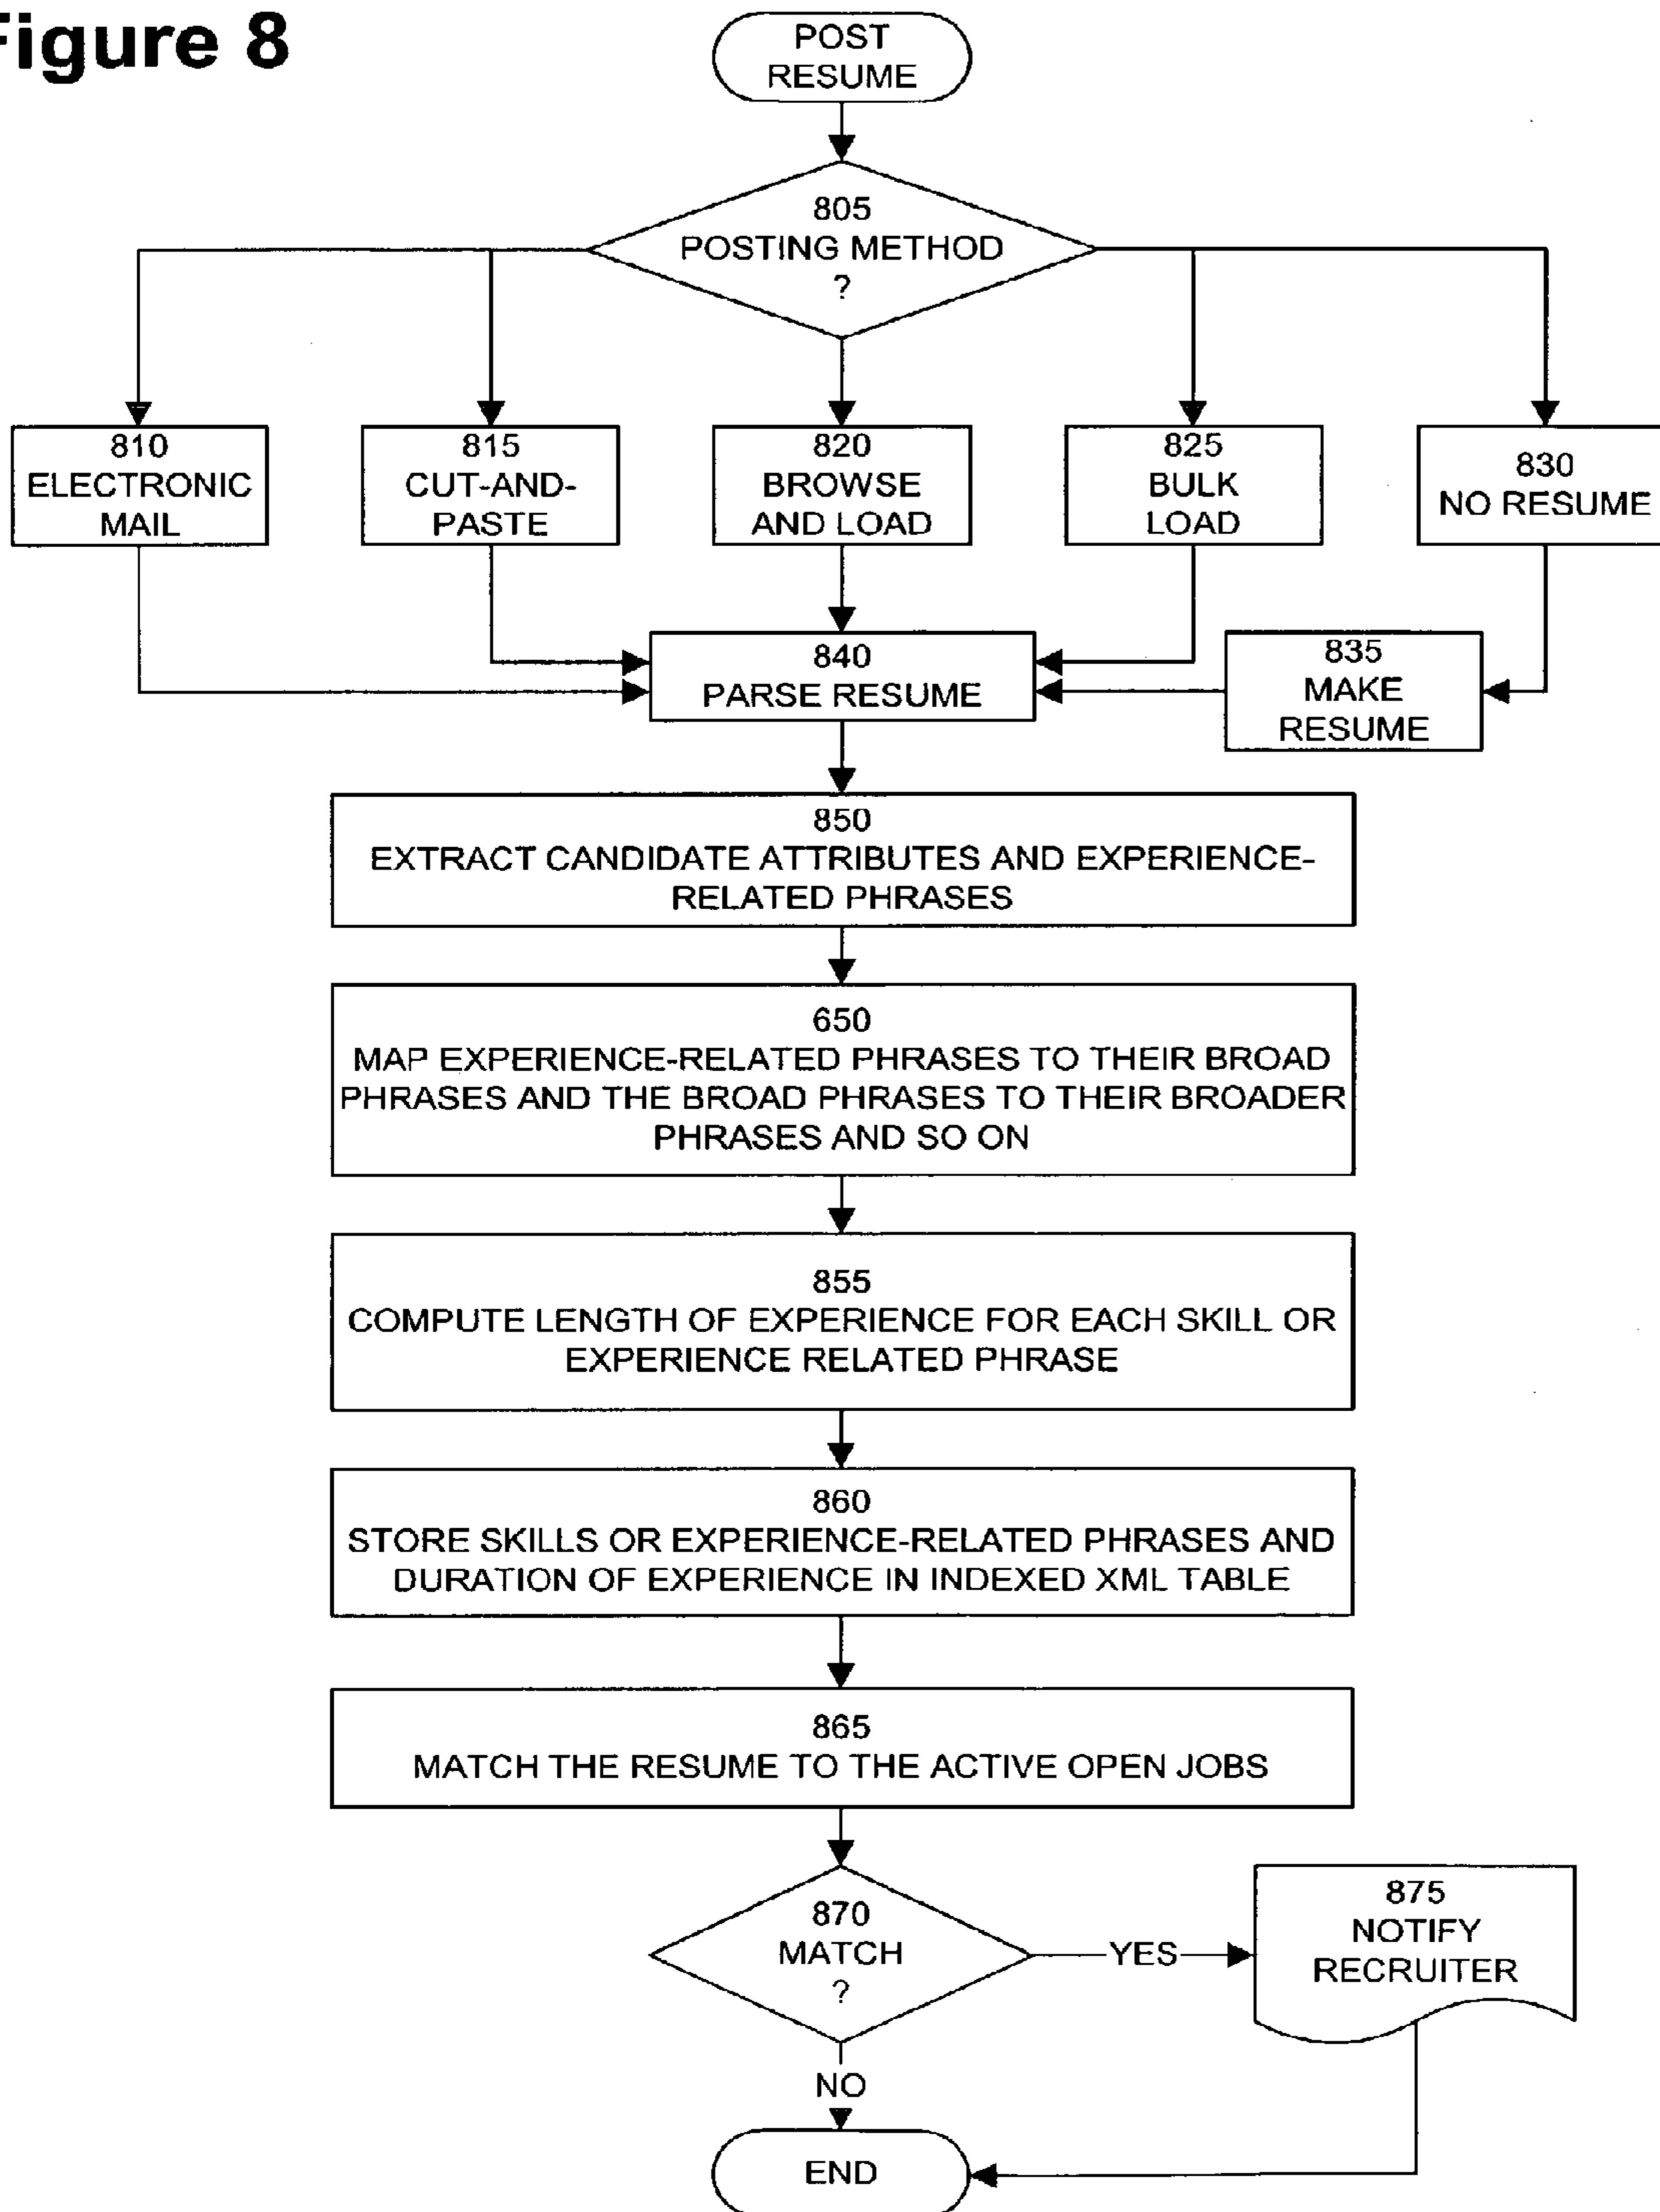 Figure 8
POST
RESUME
805
POSTING METHOD
?
810
ELECTRONIC
MAIL
815
CUT-AND-
PASTE
820
BROWSE
AND LOAD
825
BULK
LOAD
830
NO RESUME
840
PARSE RESUME
835
MAKE
RESUME
850
EXTRACT CANDIDATE ATTRIBUTES AND EXPERIENCE-
RELATED PHRASES
650
MAP EXPERIENCE-RELATED PHRASES TO THEIR BROAD
PHRASES AND THE BROAD PHRASES TO THEIR BROADER
PHRASES AND SO ON
855
COMPUTE LENGTH OF EXPERIENCE FOR EACH SKILL OR
EXPERIENCE RELATED PHRASE
860
STORE SKILLS OR EXPERIENCE-RELATED PHRASES AND
DURATION OF EXPERIENCE IN INDEXED XML TABLE
865
MATCH THE RESUME TO THE ACTIVE OPEN JOBS
870
MATCH
?
YES
875
NOTIFY
RECRUITER
NO
END